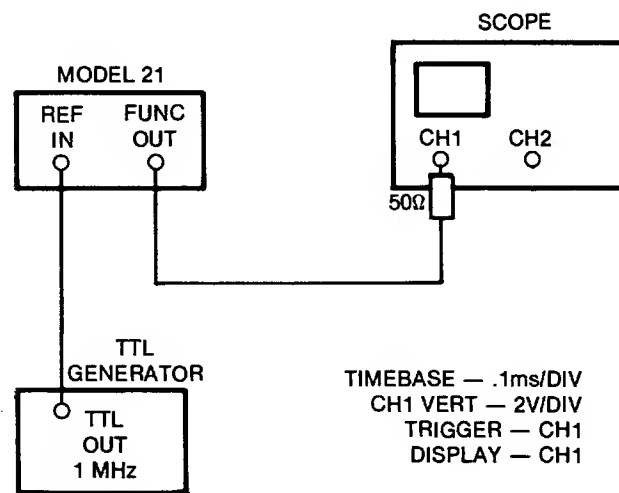 SCOPE
MODEL 21
REF
IN
FUNC
OUT
CH1
CH2
50Ω
TTL
GENERATOR
TTL
OUT
1 MHz
TIMEBASE — .1ms/DIV
CH1 VERT — 2V/DIV
TRIGGER — CH1
DISPLAY — CH1